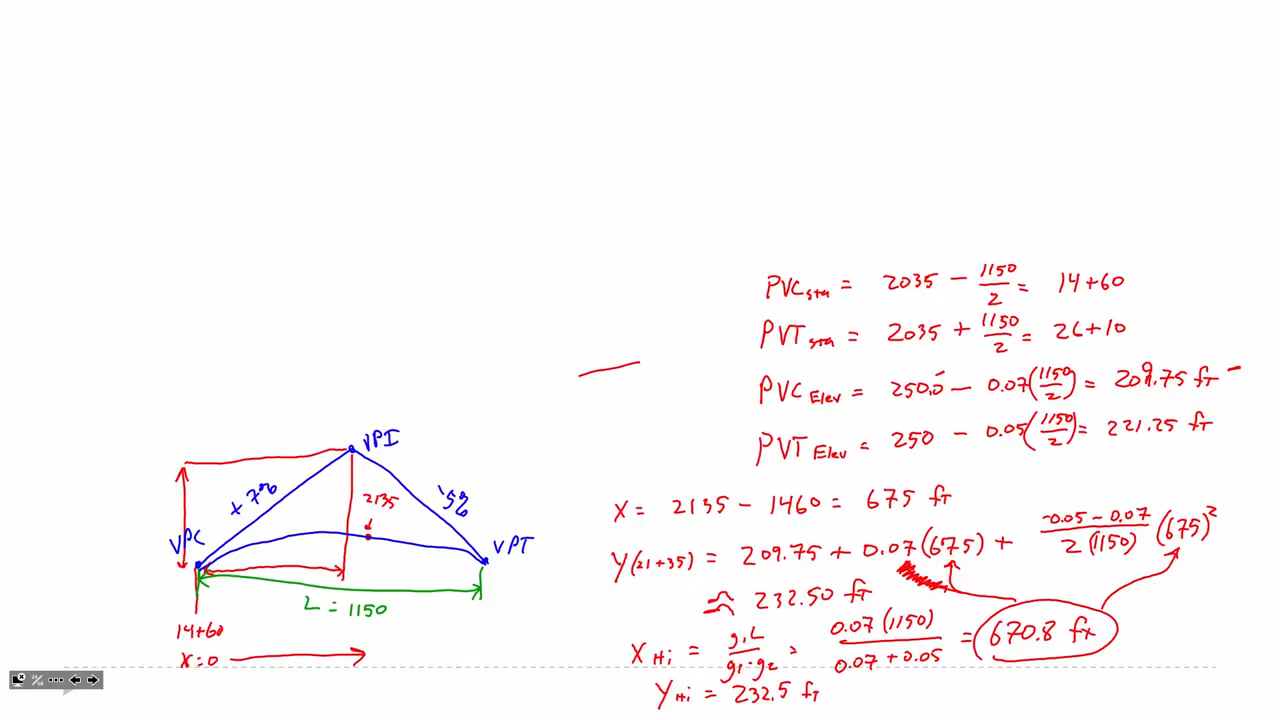 PVC sta = 2035 - 1150/2 = 14+60
PVT sta = 2035 + 1150/2 = 26+10
PVC Elev = 250.0 - 0.07(1150/2) = 209.75 ft
PVT Elev = 250 - 0.05(1150/2) = 221.25 ft
VPI
+7%
-5%
2135
VPC
VPT
L = 1150
14+60
x=0
X = 2135 - 1460 = 675 ft
Y(21+35) = 209.75 + 0.07(675) + -0.05-0.07/2(1150) (675)²
≈ 232.50 ft
X Hi = g1L/g1-g2 = 0.07(1150)/0.07+0.05 = 670.8 ft
Y Hi = 232.5 ft